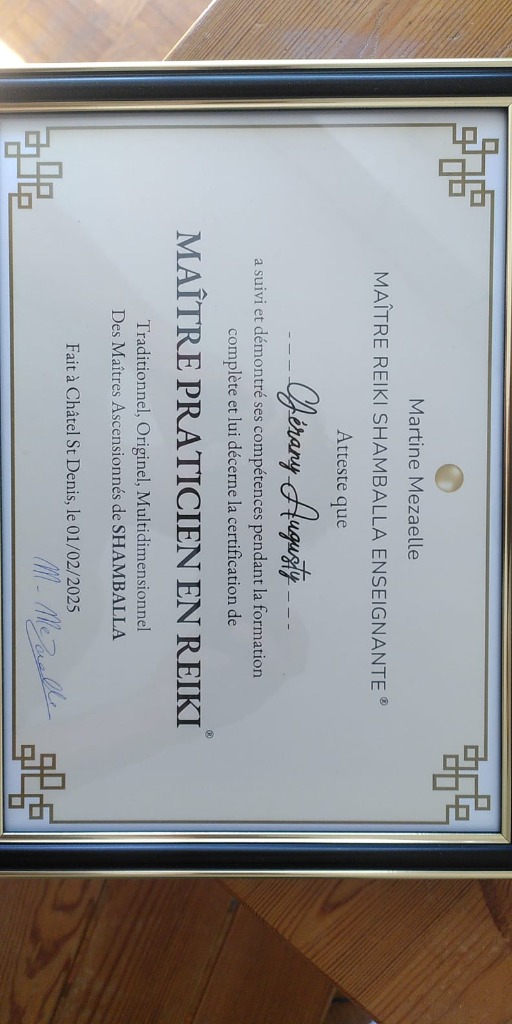 Martine Mezaelle
MAÎTRE REIKI SHAMBALLA ENSEIGNANTE ®
Atteste que
---- Gérany Augusty ---
a suivi et démontré ses compétences pendant la formation
complète et lui décerne la certification de
MAÎTRE PRATICIEN EN REIKI ®
Traditionnel, Originel, Multidimensionnel
Des Maîtres Ascensionnés de SHAMBALLA
Fait à Châtel St Denis, le 01/02/2025
M - Mezaelle